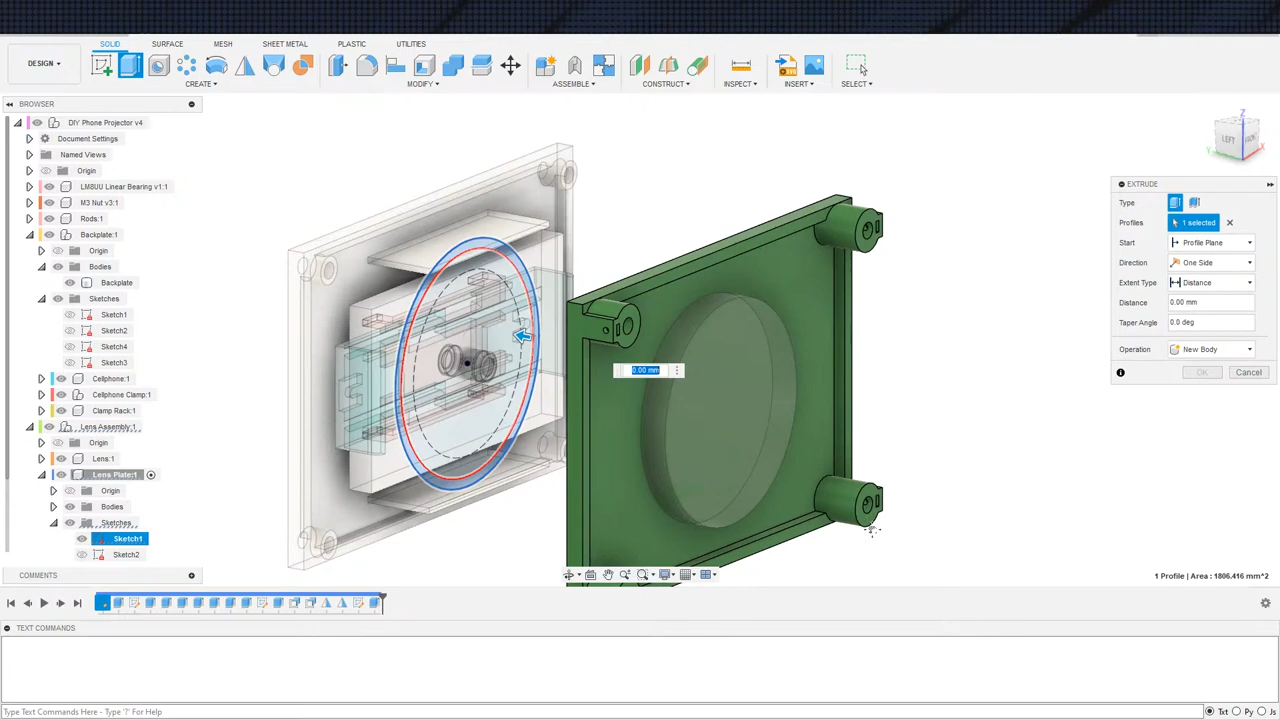 SOLID SURFACE MESH SHEET METAL PLASTIC UTILITIES
DESIGN
CREATE MODIFY ASSEMBLE CONSTRUCT INSPECT INSERT SELECT
BROWSER
DIY Phone Projector v4
Document Settings
Named Views
Origin
LM8UU Linear Bearing v1:1
M3 Nut v3:1
Rods:1
Backplate:1
Origin
Bodies
Backplate
Sketches
Sketch1
Sketch2
Sketch4
Sketch3
Cellphone:1
Cellphone Clamp:1
Clamp Rack:1
Lens Assembly:1
Origin
Lens:1
Lens Plate:1
Origin
Bodies
Sketches
Sketch1
Sketch2
COMMENTS
0.00 mm
Z
LEFT FRONT
Y X
EXTRUDE
Type
Profiles 1 selected
Start Profile Plane
Direction One Side
Extent Type Distance
Distance 0.00 mm
Taper Angle 0.0 deg
Operation New Body
OK Cancel
1 Profile | Area : 1806.416 mm^2
TEXT COMMANDS
Type Text Commands Here - Type '?' For Help
Txt Py Js